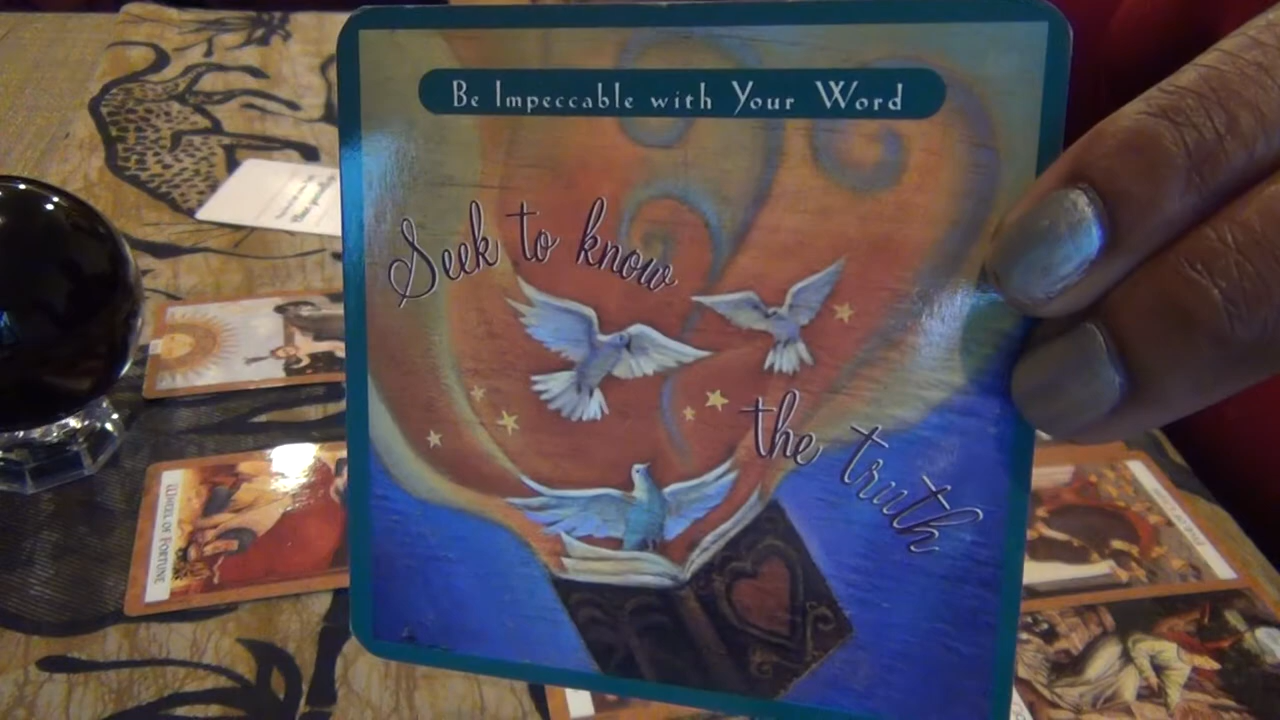 Be Impeccable with Your Word
Seek to know
the truth
Wheel of Fortune